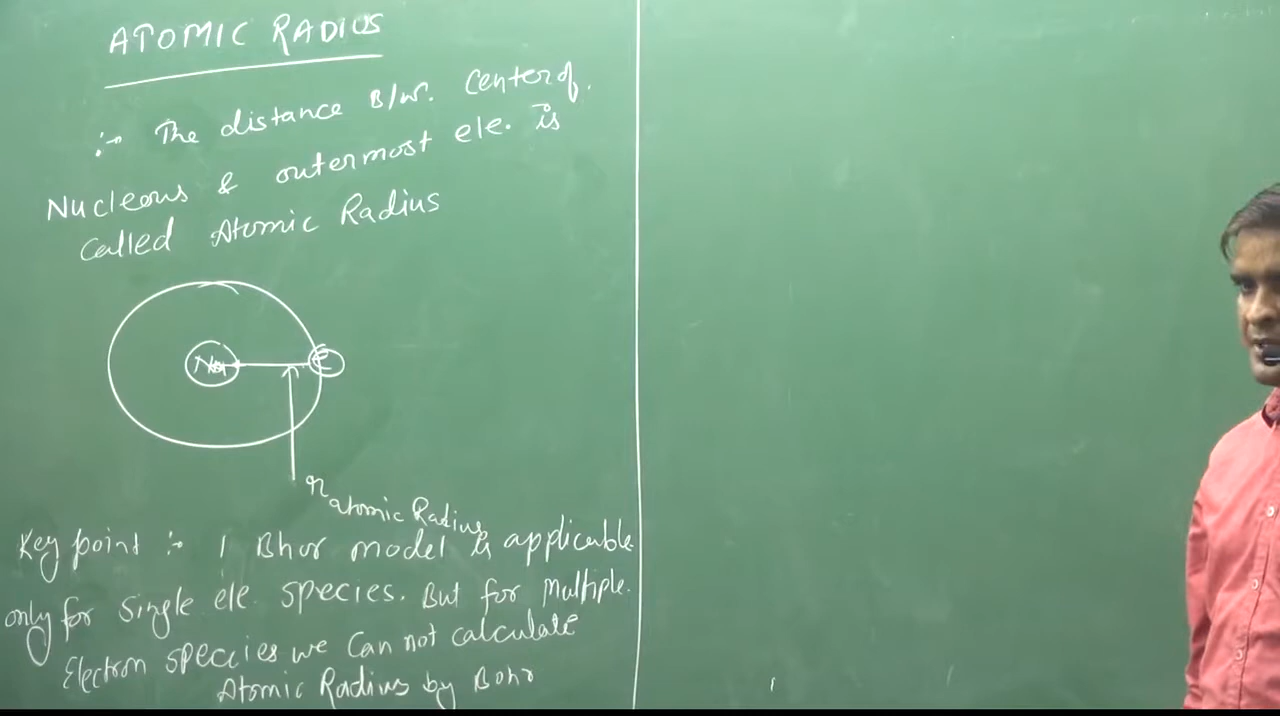 ATOMIC RADIUS
:→ The distance B/w. Center of.
Nucleous & outermost ele. is
Called Atomic Radius
e
r atomic Radius
Key point :→ 1 Bhor model is applicable
only for single ele. species. But for multiple.
Electron species we can not calculate
Atomic Radius by Bohr